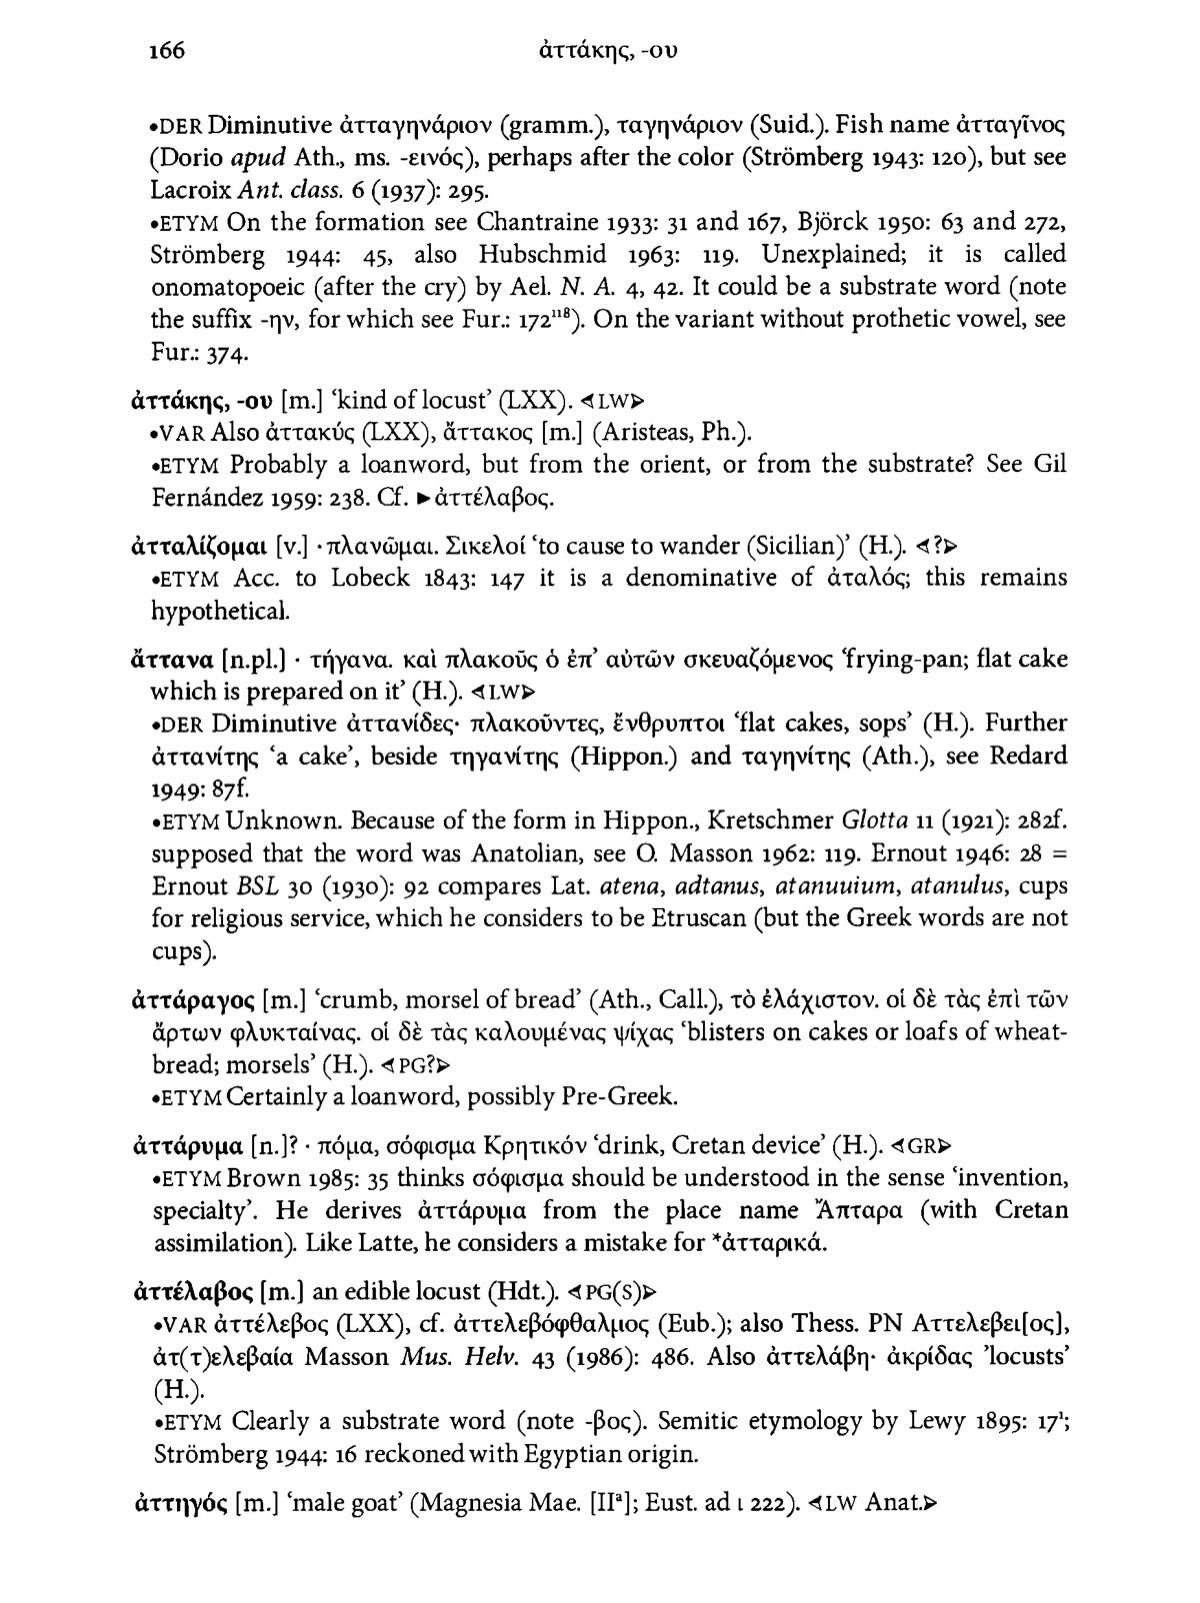 166
ἀττάκης, -ου
•DER Diminutive ἀτταγηνάριον (gramm.), ταγηνάριον (Suid.). Fish name ἀτταγῖνος
(Dorio apud Ath., ms. -εινός), perhaps after the color (Strömberg 1943: 120), but see
Lacroix Ant. class. 6 (1937): 295.
•ETYM On the formation see Chantraine 1933: 31 and 167, Björck 1950: 63 and 272,
Strömberg 1944: 45, also Hubschmid 1963: 119. Unexplained; it is called
onomatopoeic (after the cry) by Ael. N. A. 4, 42. It could be a substrate word (note
the suffix -ην, for which see Fur.: 172¹¹⁸). On the variant without prothetic vowel, see
Fur.: 374.
ἀττάκης, -ου [m.] ‘kind of locust’ (LXX). ⋖LW⋗
•VAR Also ἀττακύς (LXX), ἄττακος [m.] (Aristeas, Ph.).
•ETYM Probably a loanword, but from the orient, or from the substrate? See Gil
Fernández 1959: 238. Cf. ►ἀττέλαβος.
ἀτταλίζομαι [v.] ·πλανῶμαι. Σικελοί ‘to cause to wander (Sicilian)’ (H.). ⋖?⋗
•ETYM Acc. to Lobeck 1843: 147 it is a denominative of ἀταλός; this remains
hypothetical.
ἄττανα [n.pl.] · τήγανα. καὶ πλακοῦς ὁ ἐπ’ αὐτῶν σκευαζόμενος ‘frying-pan; flat cake
which is prepared on it’ (H.). ⋖LW⋗
•DER Diminutive ἀττανίδες· πλακοῦντες, ἔνθρυπτοι ‘flat cakes, sops’ (H.). Further
ἀττανίτης ‘a cake’, beside τηγανίτης (Hippon.) and ταγηνίτης (Ath.), see Redard
1949: 87f.
•ETYM Unknown. Because of the form in Hippon., Kretschmer Glotta 11 (1921): 282f.
supposed that the word was Anatolian, see O. Masson 1962: 119. Ernout 1946: 28 =
Ernout BSL 30 (1930): 92 compares Lat. atena, adtanus, atanuuium, atanulus, cups
for religious service, which he considers to be Etruscan (but the Greek words are not
cups).
ἀττάραγος [m.] ‘crumb, morsel of bread’ (Ath., Call.), τὸ ἐλάχιστον. οἱ δὲ τὰς ἐπὶ τῶν
ἄρτων φλυκταίνας. οἱ δὲ τὰς καλουμένας ψίχας ‘blisters on cakes or loafs of wheat-
bread; morsels’ (H.). ⋖PG?⋗
•ETYM Certainly a loanword, possibly Pre-Greek.
ἀττάρυμα [n.]? · πόμα, σόφισμα Κρητικόν ‘drink, Cretan device’ (H.). ⋖GR⋗
•ETYM Brown 1985: 35 thinks σόφισμα should be understood in the sense ‘invention,
specialty’. He derives ἀττάρυμα from the place name Ἄπταρα (with Cretan
assimilation). Like Latte, he considers a mistake for *ἀτταρικά.
ἀττέλαβος [m.] an edible locust (Hdt.). ⋖PG(S)⋗
•VAR ἀττέλεβος (LXX), cf. ἀττελεβόφθαλμος (Eub.); also Thess. PN Αττελεβει[ος],
ἀτ(τ)ελεβαία Masson Mus. Helv. 43 (1986): 486. Also ἀττελάβη· ἀκρίδας ’locusts’
(H.).
•ETYM Clearly a substrate word (note -βος). Semitic etymology by Lewy 1895: 17¹;
Strömberg 1944: 16 reckoned with Egyptian origin.
ἀττηγός [m.] ‘male goat’ (Magnesia Mae. [IIª]; Eust. ad ι 222). ⋖LW Anat.⋗